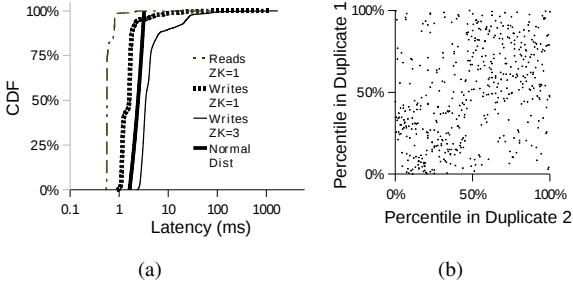 100%
75%
50%
25%
0%
CDF
0.1
1
10
100
1000
Latency (ms)
Reads
ZK=1
Writes
ZK=1
Writes
ZK=3
Normal
Dist
(a)
100%
50%
0%
Percentile in Duplicate 1
0%
50%
100%
Percentile in Duplicate 2
(b)